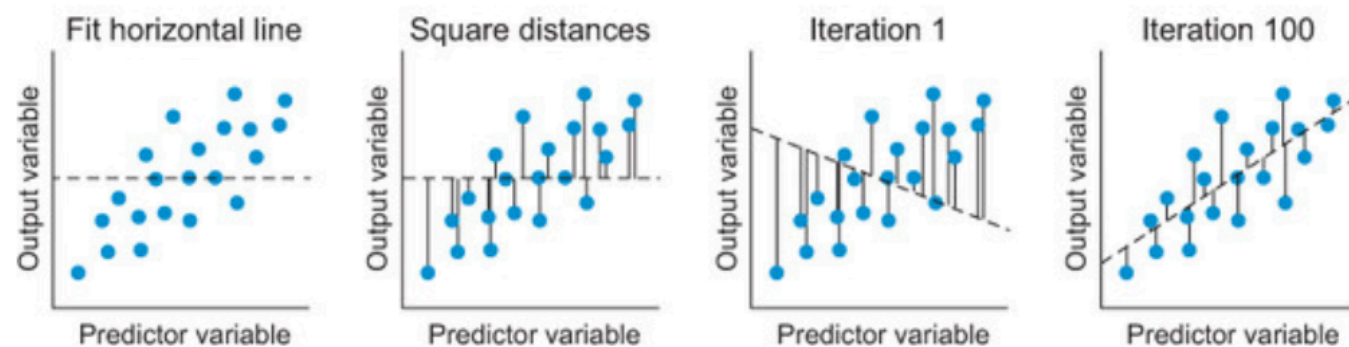 Fit horizontal line
Square distances
Iteration 1
Iteration 100
Output variable
Output variable
Output variable
Output variable
Predictor variable
Predictor variable
Predictor variable
Predictor variable